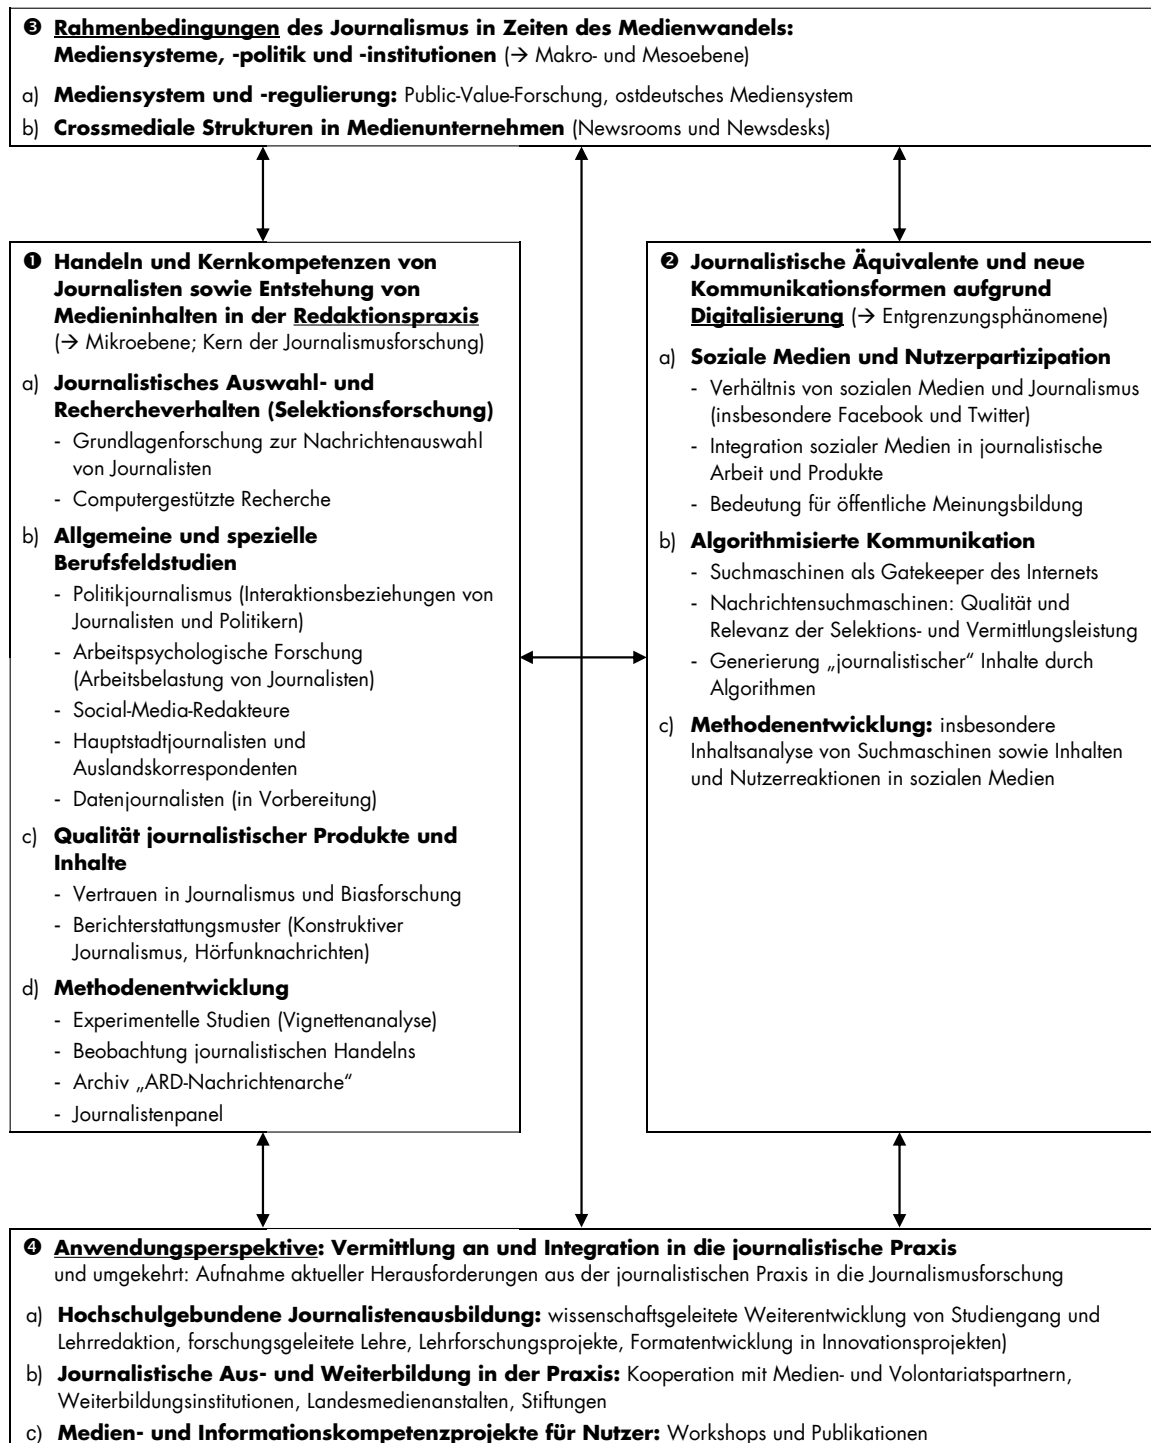 ❸ Rahmenbedingungen des Journalismus in Zeiten des Medienwandels:
Mediensysteme, -politik und -institutionen (→ Makro- und Mesoebene)
a) Mediensystem und -regulierung: Public-Value-Forschung, ostdeutsches Mediensystem
b) Crossmediale Strukturen in Medienunternehmen (Newsrooms und Newsdesks)
❶ Handeln und Kernkompetenzen von
Journalisten sowie Entstehung von
Medieninhalten in der Redaktionspraxis
(→ Mikroebene; Kern der Journalismusforschung)
a) Journalistisches Auswahl- und
Rechercheverhalten (Selektionsforschung)
- Grundlagenforschung zur Nachrichtenauswahl
von Journalisten
- Computergestützte Recherche
b) Allgemeine und spezielle
Berufsfeldstudien
- Politikjournalismus (Interaktionsbeziehungen von
Journalisten und Politikern)
- Arbeitspsychologische Forschung
(Arbeitsbelastung von Journalisten)
- Social-Media-Redakteure
- Hauptstadtjournalisten und
Auslandskorrespondenten
- Datenjournalisten (in Vorbereitung)
c) Qualität journalistischer Produkte und
Inhalte
- Vertrauen in Journalismus und Biasforschung
- Berichterstattungsmuster (Konstruktiver
Journalismus, Hörfunknachrichten)
d) Methodenentwicklung
- Experimentelle Studien (Vignettenanalyse)
- Beobachtung journalistischen Handelns
- Archiv „ARD-Nachrichtenarche“
- Journalistenpanel
❷ Journalistische Äquivalente und neue
Kommunikationsformen aufgrund
Digitalisierung (→ Entgrenzungsphänomene)
a) Soziale Medien und Nutzerpartizipation
- Verhältnis von sozialen Medien und Journalismus
(insbesondere Facebook und Twitter)
- Integration sozialer Medien in journalistische
Arbeit und Produkte
- Bedeutung für öffentliche Meinungsbildung
b) Algorithmisierte Kommunikation
- Suchmaschinen als Gatekeeper des Internets
- Nachrichtensuchmaschinen: Qualität und
Relevanz der Selektions- und Vermittlungsleistung
- Generierung „journalistischer“ Inhalte durch
Algorithmen
c) Methodenentwicklung: insbesondere
Inhaltsanalyse von Suchmaschinen sowie Inhalten
und Nutzerreaktionen in sozialen Medien
❹ Anwendungsperspektive: Vermittlung an und Integration in die journalistische Praxis
und umgekehrt: Aufnahme aktueller Herausforderungen aus der journalistischen Praxis in die Journalismusforschung
a) Hochschulgebundene Journalistenausbildung: wissenschaftsgeleitete Weiterentwicklung von Studiengang und
Lehrredaktion, forschungsgeleitete Lehre, Lehrforschungsprojekte, Formatentwicklung in Innovationsprojekten)
b) Journalistische Aus- und Weiterbildung in der Praxis: Kooperation mit Medien- und Volontariatspartnern,
Weiterbildungsinstitutionen, Landesmedienanstalten, Stiftungen
c) Medien- und Informationskompetenzprojekte für Nutzer: Workshops und Publikationen